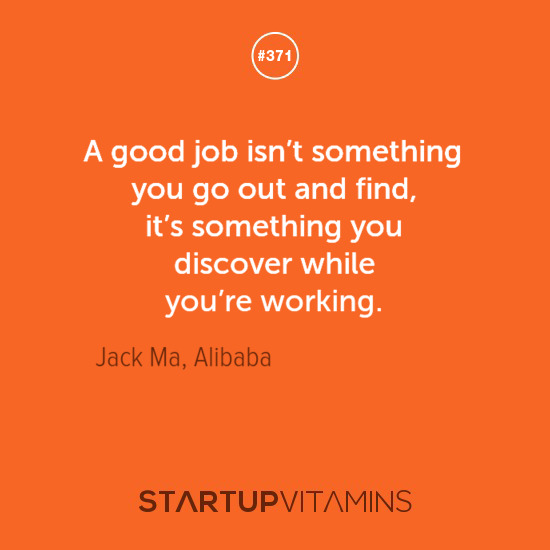 #371
A good job isn’t something
you go out and find,
it’s something you
discover while
you’re working.
Jack Ma, Alibaba
STARTUPVITAMINS